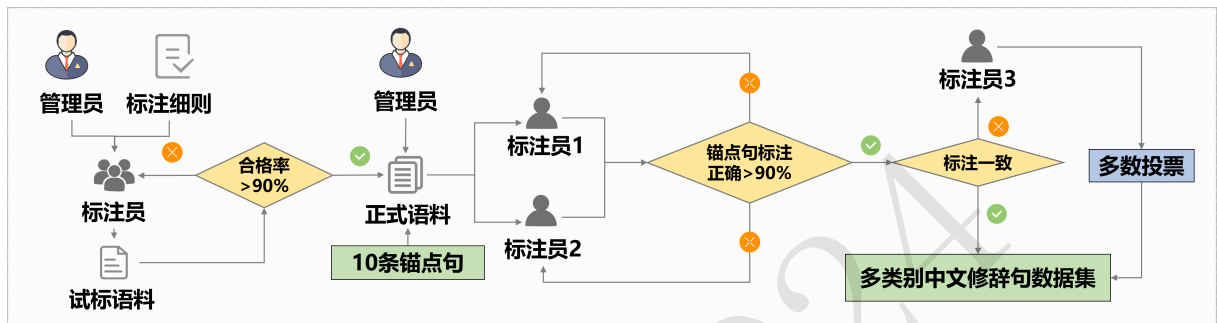 管理员
标注细则
标注员
试标语料
合格率
>90%
管理员
正式语料
10条锚点句
标注员1
标注员2
锚点句标注
正确>90%
标注一致
标注员3
多数投票
多类别中文修辞句数据集
024